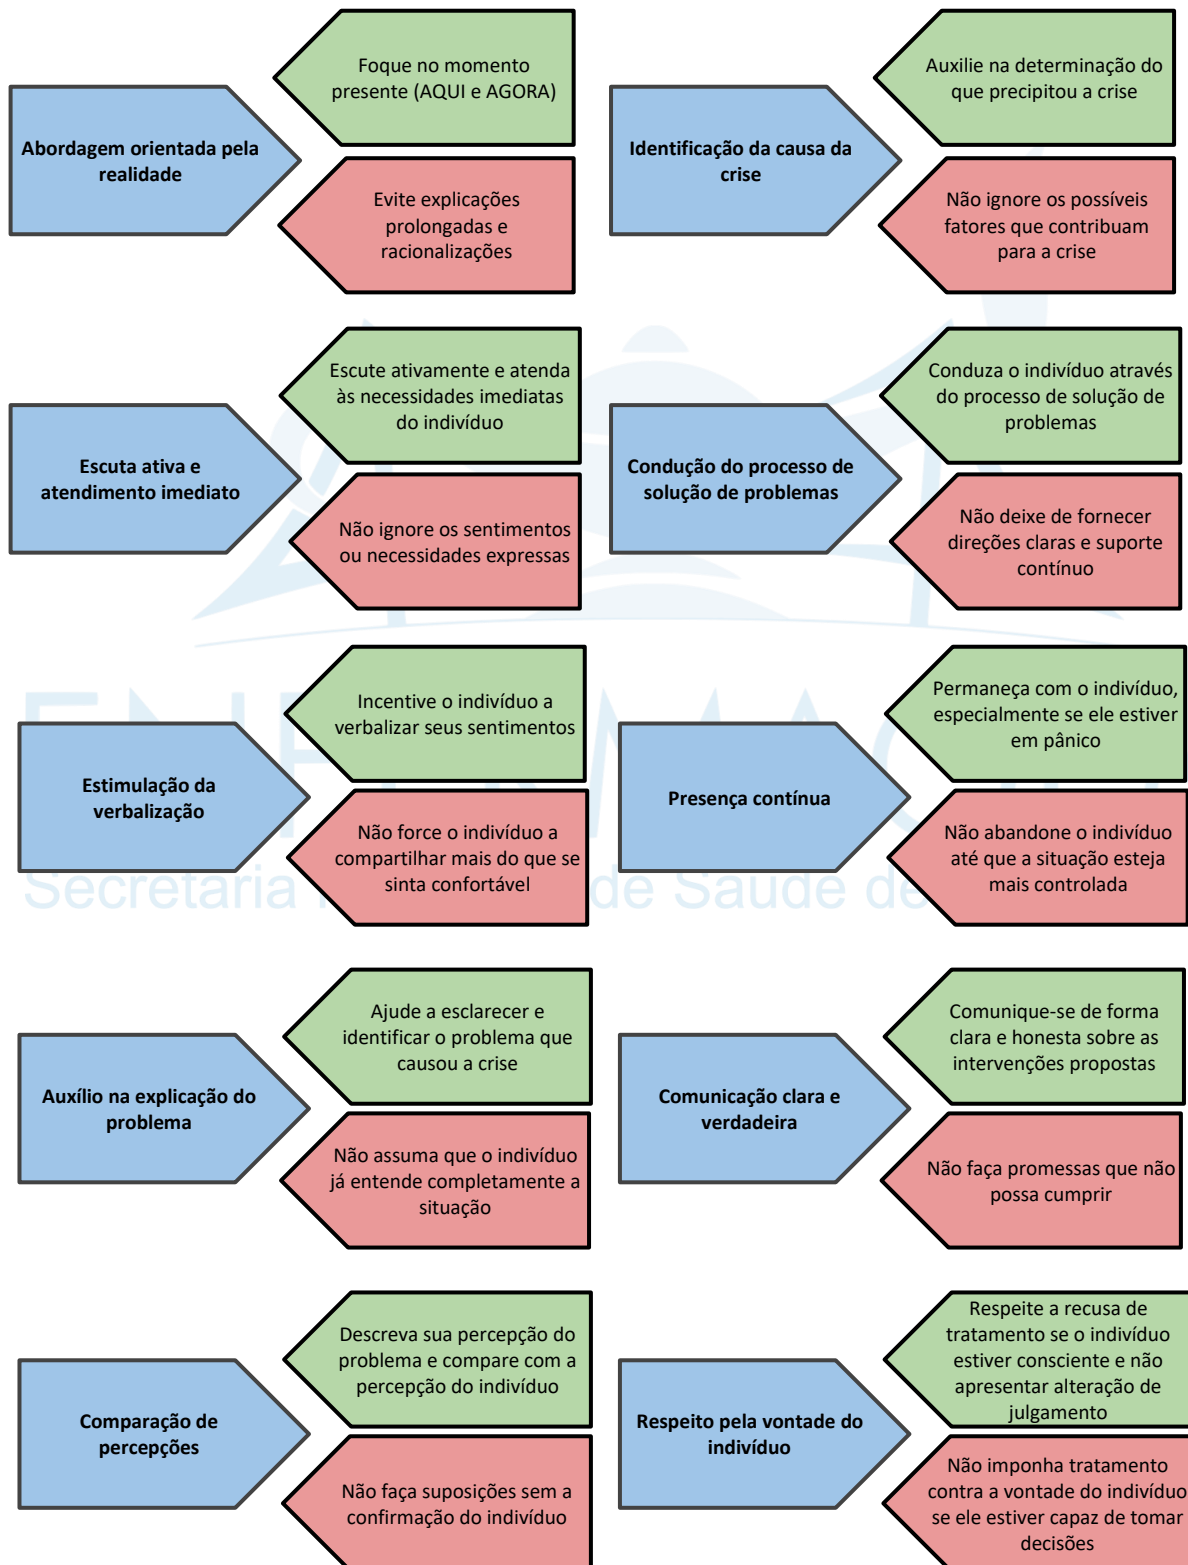 Abordagem orientada pela
realidade
Foque no momento
presente (AQUI e AGORA)
Evite explicações
prolongadas e
racionalizações
Identificação da causa da
crise
Auxilie na determinação do
que precipitou a crise
Não ignore os possíveis
fatores que contribuam
para a crise
Escuta ativa e
atendimento imediato
Escute ativamente e atenda
às necessidades imediatas
do indivíduo
Não ignore os sentimentos
ou necessidades expressas
Condução do processo de
solução de problemas
Conduza o indivíduo através
do processo de solução de
problemas
Não deixe de fornecer
direções claras e suporte
contínuo
Estimulação da
verbalização
Incentive o indivíduo a
verbalizar seus sentimentos
Não force o indivíduo a
compartilhar mais do que se
sinta confortável
Presença contínua
Permaneça com o indivíduo,
especialmente se ele estiver
em pânico
Não abandone o indivíduo
até que a situação esteja
mais controlada
Secretaria de Saúde de
Auxílio na explicação do
problema
Ajude a esclarecer e
identificar o problema que
causou a crise
Não assuma que o indivíduo
já entende completamente a
situação
Comunicação clara e
verdadeira
Comunique-se de forma
clara e honesta sobre as
intervenções propostas
Não faça promessas que não
possa cumprir
Comparação de
percepções
Descreva sua percepção do
problema e compare com a
percepção do indivíduo
Não faça suposições sem a
confirmação do indivíduo
Respeito pela vontade do
indivíduo
Respeite a recusa de
tratamento se o indivíduo
estiver consciente e não
apresentar alteração de
julgamento
Não imponha tratamento
contra a vontade do indivíduo
se ele estiver capaz de tomar
decisões